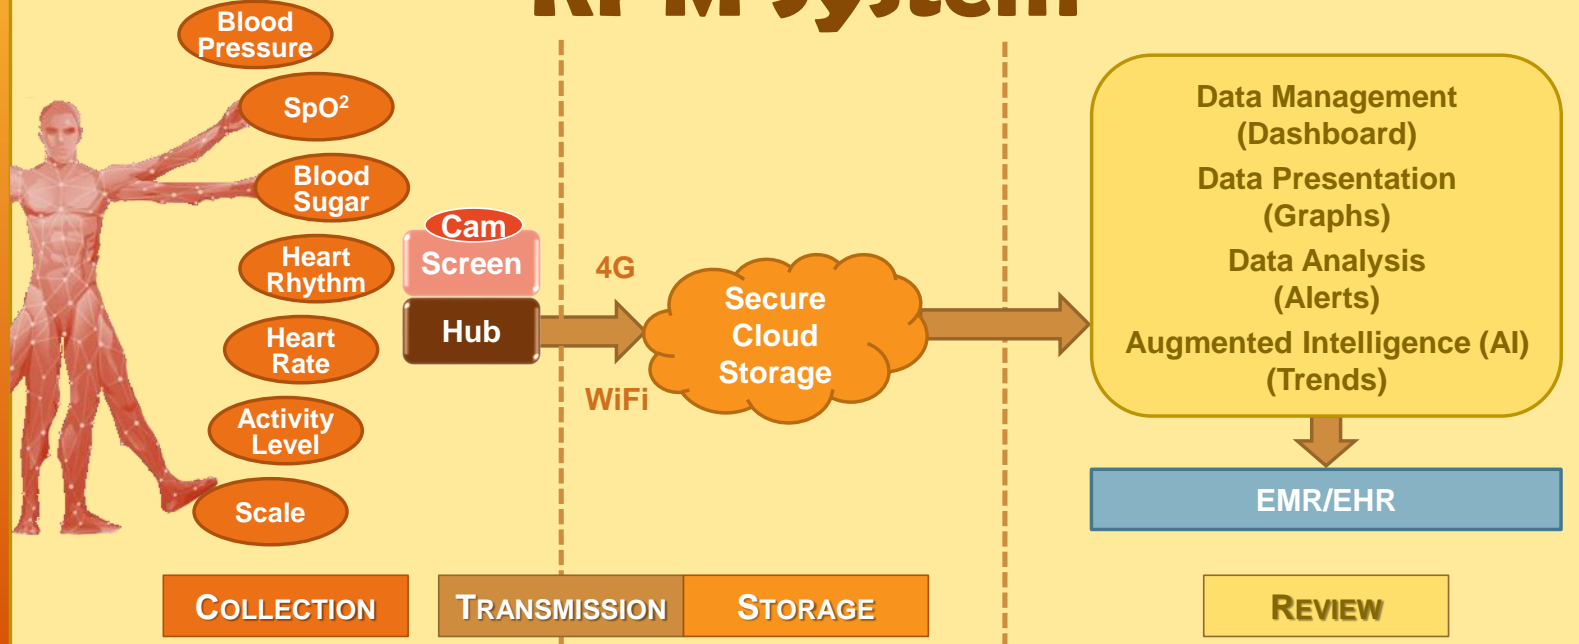 RPM System
Blood
Pressure
SpO²
Blood
Sugar
Heart
Rhythm
Heart
Rate
Activity
Level
Scale
Cam
Screen
Hub
4G
WiFi
Secure
Cloud
Storage
Data Management
(Dashboard)
Data Presentation
(Graphs)
Data Analysis
(Alerts)
Augmented Intelligence (AI)
(Trends)
EMR/EHR
COLLECTION
TRANSMISSION
STORAGE
REVIEW